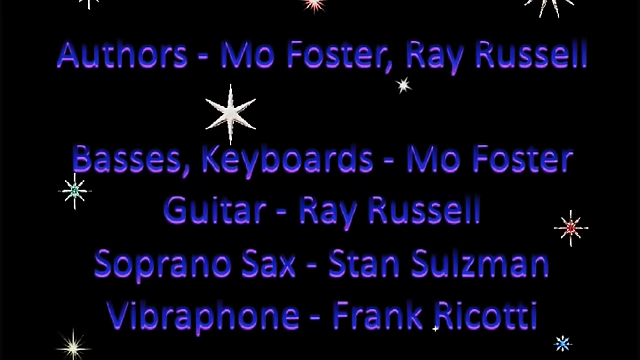 Authors - Mo Foster, Ray Russell
Basses, Keyboards - Mo Foster
Guitar - Ray Russell
Soprano Sax - Stan Sulzman
Vibraphone - Frank Ricotti